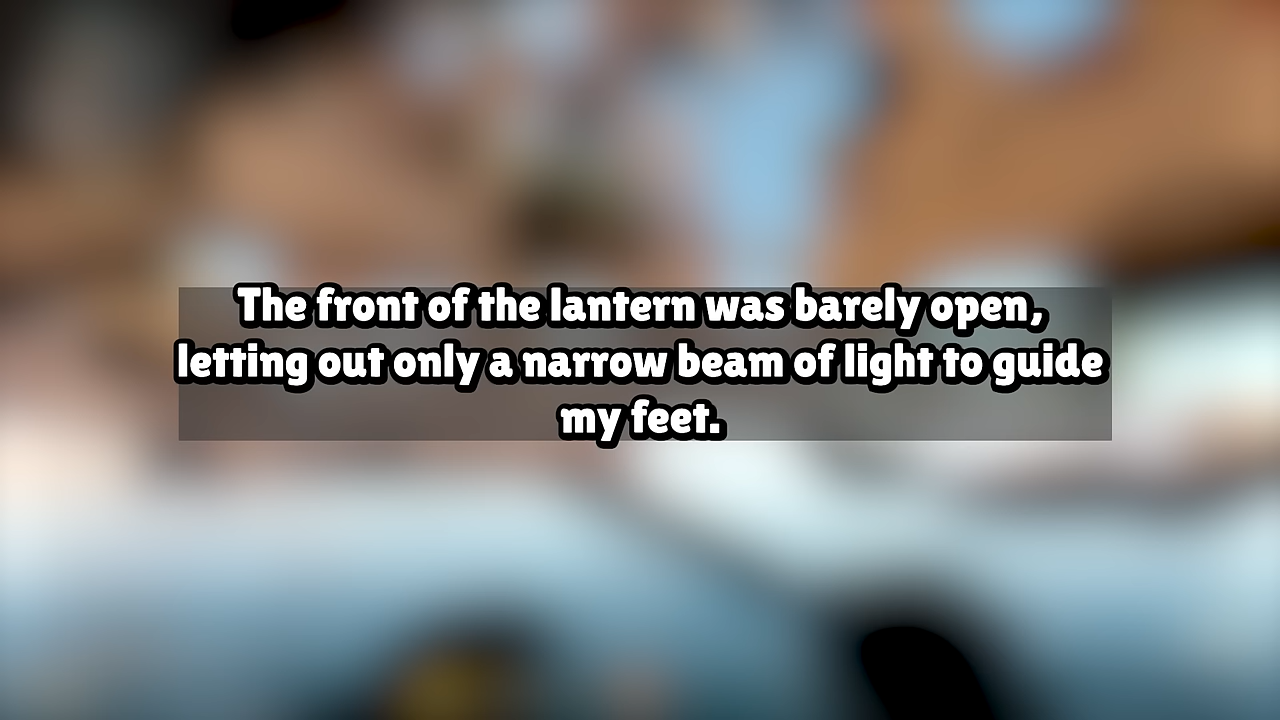 The front of the lantern was barely open,
letting out only a narrow beam of light to guide
my feet.